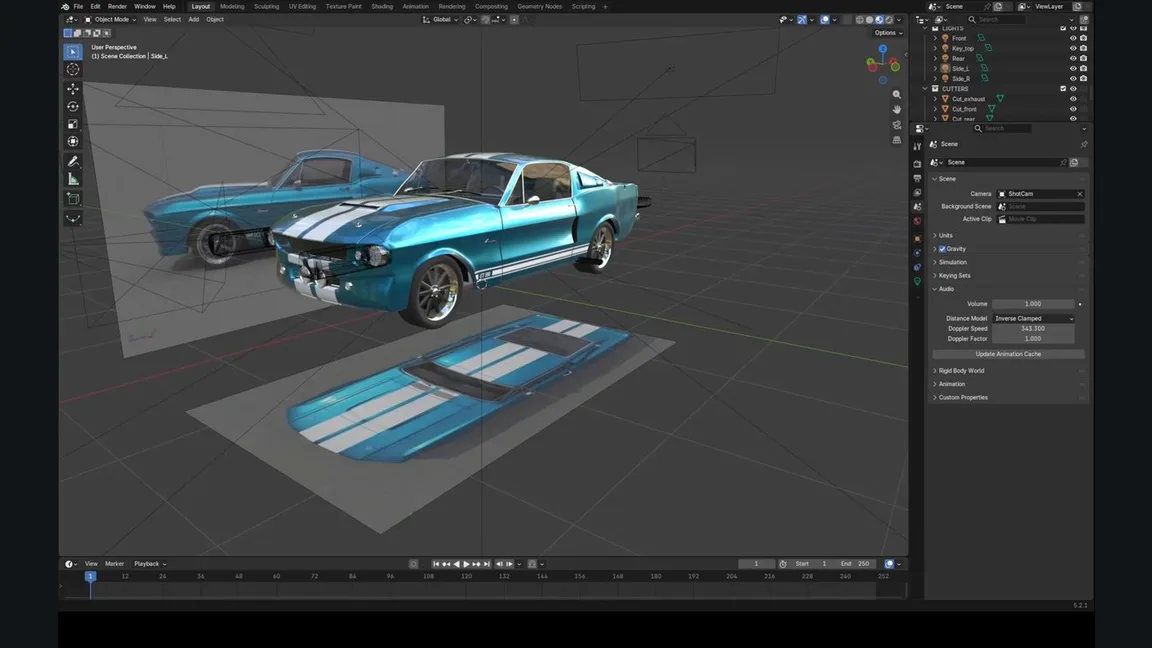 File Edit Render Window Help Layout Modeling Sculpting UV Editing Texture Paint Shading Animation Rendering Compositing Geometry Nodes Scripting + Scene ViewLayer
Object Mode View Select Add Object Global Search
Options
User Perspective
(1) Scene Collection | Side_L
LIGHTS
Front
Key_top
Rear
Side_L
Side_R
CUTTERS
Cut_exhaust
Cut_front
Cut_rear
Search
Scene
Scene
Scene
Camera ShotCam
Background Scene Scene
Active Clip Movie Clip
Units
Gravity
Simulation
Keying Sets
Audio
Volume 1.000
Distance Model Inverse Clamped
Doppler Speed 343.300
Doppler Factor 1.000
Update Animation Cache
Rigid Body World
Animation
Custom Properties
View Marker Playback 1 Start 1 End 250
1 12 24 36 48 60 72 84 96 108 120 132 144 156 168 180 192 204 216 228 240 252
5.2.1